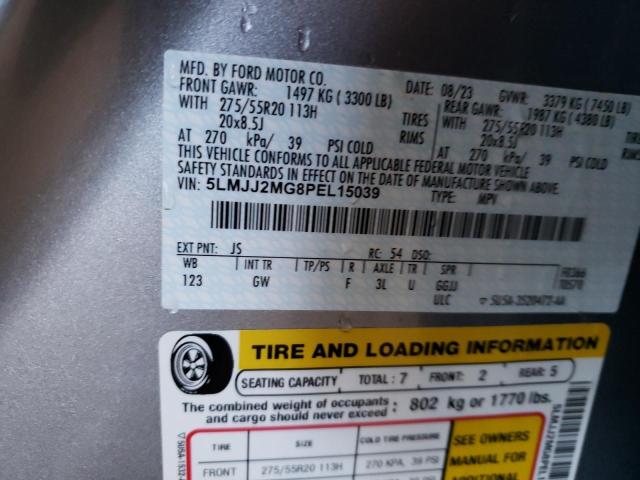 MFD. BY FORD MOTOR CO.
DATE: 08/23 GVWR: 3379 KG (7450 LB)
FRONT GAWR: 1497 KG (3300 LB) REAR GAWR: 1987 KG (4380 LB)
WITH 275/55R20 113H TIRES WITH 275/55R20 113H
20x8.5J RIMS 20x8.5J
AT 270 kPa/ 39 PSI COLD AT 270 kPa/ 39 PSI COLD
THIS VEHICLE CONFORMS TO ALL APPLICABLE FEDERAL MOTOR VEHICLE
SAFETY STANDARDS IN EFFECT ON THE DATE OF MANUFACTURE SHOWN ABOVE.
VIN: 5LMJJ2MG8PEL15039
TYPE: MPV
EXT PNT: JS RC: 54 DSO:
WB INT TR TP/PS R AXLE TR SPR
123 GW F 3L U GGJJ
ULC
TIRE AND LOADING INFORMATION
SEATING CAPACITY TOTAL: 7 FRONT: 2 REAR: 5
The combined weight of occupants
and cargo should never exceed : 802 kg or 1770 lbs.
TIRE SIZE COLD TIRE PRESSURE
FRONT 275/55R20 113H 270 KPA, 39 PSI
SEE OWNERS
MANUAL FOR
ADDITIONAL